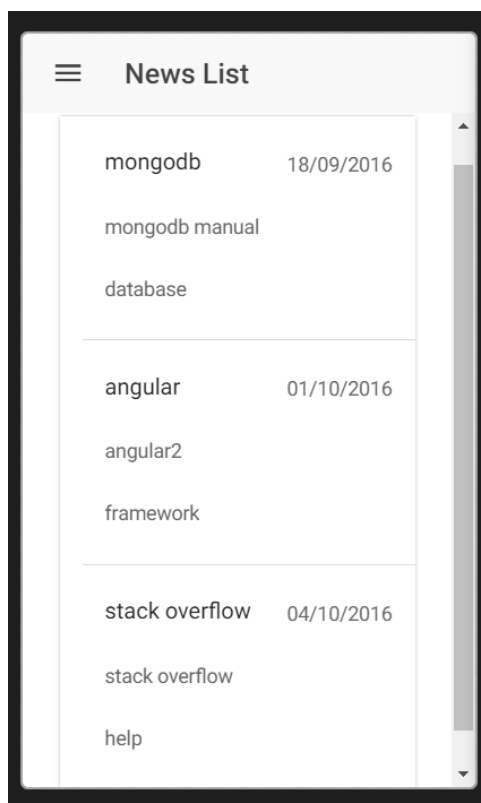 News List
mongodb 18/09/2016
mongodb manual
database
angular 01/10/2016
angular2
framework
stack overflow 04/10/2016
stack overflow
help